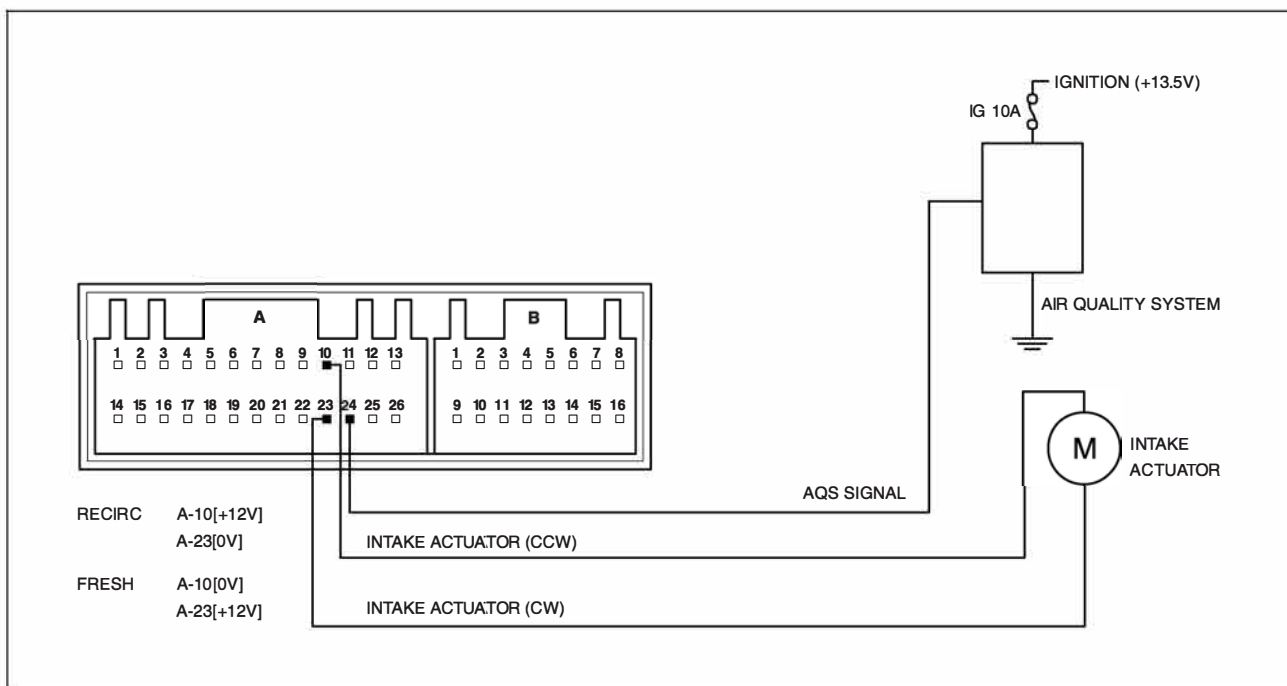 IGNITION (+13.5V)
IG 10A
AIR QUALITY SYSTEM
A B
1 2 3 4 5 6 7 8 9 10 11 12 13 1 2 3 4 5 6 7 8
14 15 16 17 18 19 20 21 22 23 24 25 26 9 10 11 12 13 14 15 16
M
INTAKE
ACTUATOR
AQS SIGNAL
RECIRC A-10[+12V]
A-23[0V]
INTAKE ACTUATOR (CCW)
FRESH A-10[0V]
A-23[+12V]
INTAKE ACTUATOR (CW)